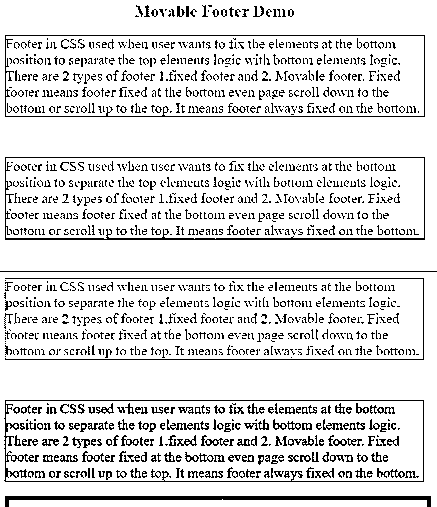 Movable Footer Demo
Footer in CSS used when user wants to fix the elements at the bottom
position to separate the top elements logic with bottom elements logic.
There are 2 types of footer 1.fixed footer and 2. Movable footer. Fixed
footer means footer fixed at the bottom even page scroll down to the
bottom or scroll up to the top. It means footer always fixed on the bottom.
Footer in CSS used when user wants to fix the elements at the bottom
position to separate the top elements logic with bottom elements logic.
There are 2 types of footer 1.fixed footer and 2. Movable footer. Fixed
footer means footer fixed at the bottom even page scroll down to the
bottom or scroll up to the top. It means footer always fixed on the bottom.
Footer in CSS used when user wants to fix the elements at the bottom
position to separate the top elements logic with bottom elements logic.
There are 2 types of footer 1.fixed footer and 2. Movable footer. Fixed
footer means footer fixed at the bottom even page scroll down to the
bottom or scroll up to the top. It means footer always fixed on the bottom.
Footer in CSS used when user wants to fix the elements at the bottom
position to separate the top elements logic with bottom elements logic.
There are 2 types of footer 1.fixed footer and 2. Movable footer. Fixed
footer means footer fixed at the bottom even page scroll down to the
bottom or scroll up to the top. It means footer always fixed on the bottom.